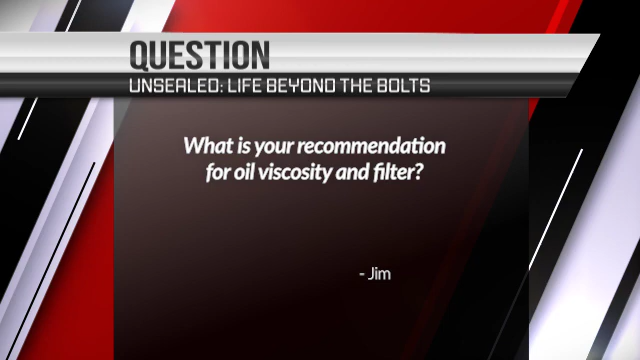 QUESTION
UNSEALED: LIFE BEYOND THE BOLTS
What is your recommendation
for oil viscosity and filter?
- Jim